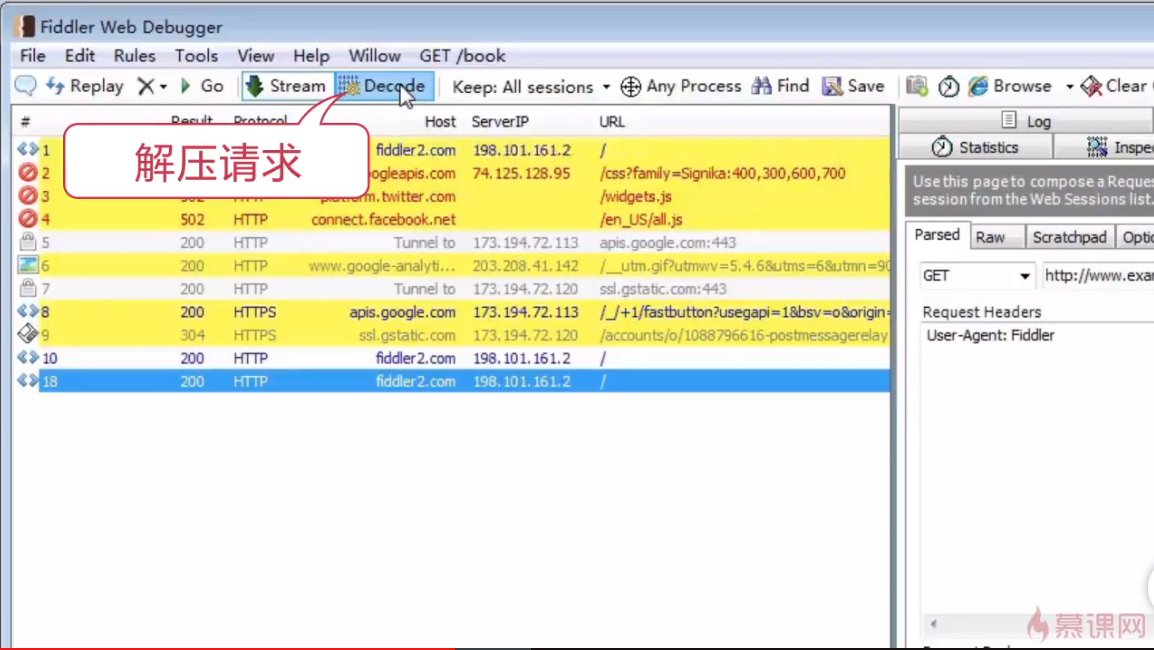 Fiddler Web Debugger
File Edit Rules Tools View Help Willow GET /book
Replay Go Stream Decode Keep: All sessions Any Process Find Save Browse Clear
# Result Protocol Host ServerIP URL
解压请求
1 fiddler2.com 198.101.161.2 /
2 ogleapis.com 74.125.128.95 /css?family=Signika:400,300,600,700
3 502 HTTP platform.twitter.com /widgets.js
4 502 HTTP connect.facebook.net /en_US/all.js
5 200 HTTP Tunnel to 173.194.72.113 apis.google.com:443
6 200 HTTP www.google-analyti... 203.208.41.142 /__utm.gif?utmwv=5.4.6&utms=6&utmn=90
7 200 HTTP Tunnel to 173.194.72.120 ssl.gstatic.com:443
8 200 HTTPS apis.google.com 173.194.72.113 /_/+1/fastbutton?usegapi=1&bsv=o&origin=
9 304 HTTPS ssl.gstatic.com 173.194.72.120 /accounts/o/1088796616-postmessagerelay
10 200 HTTP fiddler2.com 198.101.161.2 /
18 200 HTTP fiddler2.com 198.101.161.2 /
Log
Statistics Inspe
Use this page to compose a Reque
session from the Web Sessions list.
Parsed Raw Scratchpad Optio
GET http://www.exa
Request Headers
User-Agent: Fiddler
慕课网